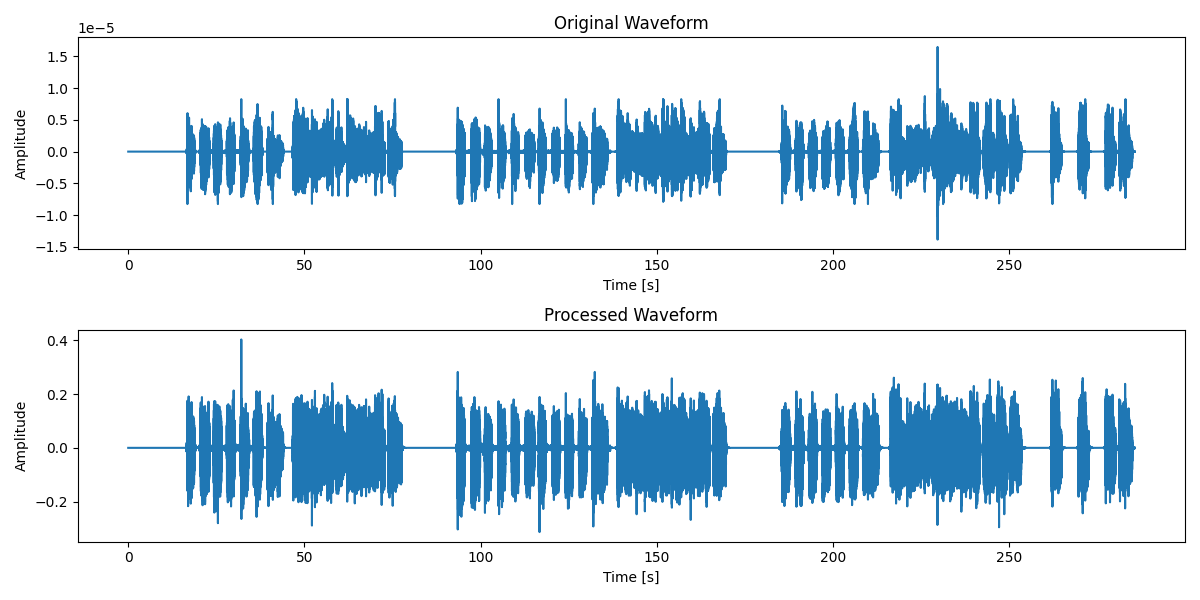 Original Waveform
1e−5
1.5
1.0
0.5
0.0
−0.5
−1.0
−1.5
Amplitude
0 50 100 150 200 250
Time [s]
Processed Waveform
0.4
0.2
0.0
−0.2
Amplitude
0 50 100 150 200 250
Time [s]